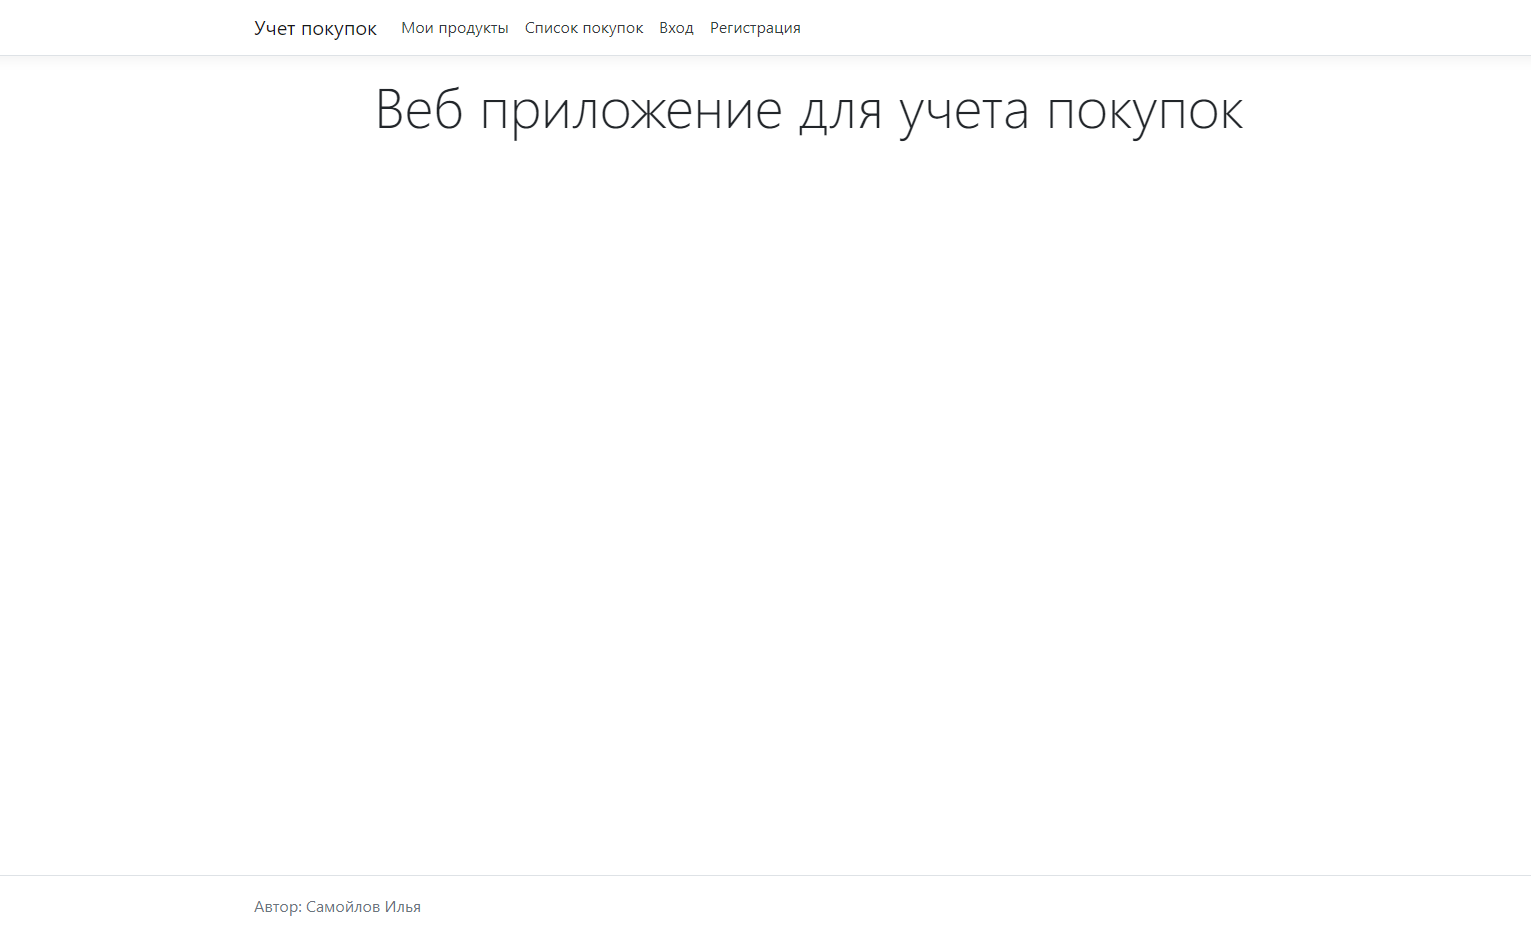 Учет покупок Мои продукты Список покупок Вход Регистрация
Веб приложение для учета покупок
Автор: Самойлов Илья